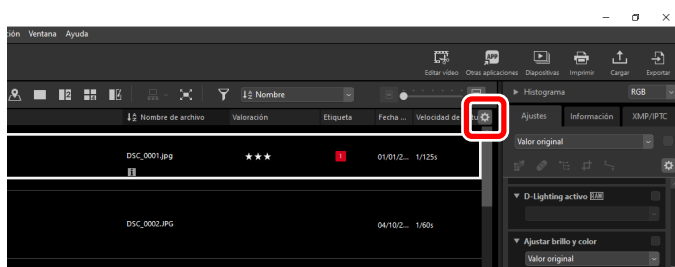 ción Ventana Ayuda
Editar vídeo Otras aplicaciones Diapositivas Imprimir Cargar Exportar
Nombre
Histograma RGB
Nombre de archivo Valoración Etiqueta Fecha ... Velocidad de
Ajustes Información XMP/IPTC
Valor original
DSC_0001.jpg ★★★ 1 01/01/2... 1/125s
D-Lighting activo RAW
DSC_0002.JPG 04/10/2... 1/60s
Ajustar brillo y color
Valor original